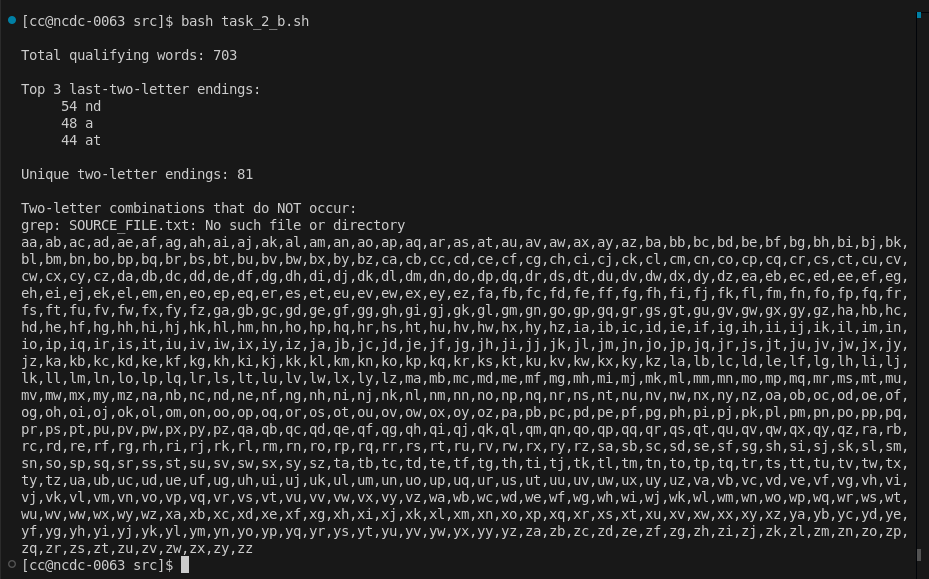 [cc@ncdc-0063 src]$ bash task_2_b.sh
Total qualifying words: 703
Top 3 last-two-letter endings:
54 nd
48 a
44 at
Unique two-letter endings: 81
Two-letter combinations that do NOT occur:
grep: SOURCE_FILE.txt: No such file or directory
aa,ab,ac,ad,ae,af,ag,ah,ai,aj,ak,al,am,an,ao,ap,aq,ar,as,at,au,av,aw,ax,ay,az,ba,bb,bc,bd,be,bf,bg,bh,bi,bj,bk,
bl,bm,bn,bo,bp,bq,br,bs,bt,bu,bv,bw,bx,by,bz,ca,cb,cc,cd,ce,cf,cg,ch,ci,cj,ck,cl,cm,cn,co,cp,cq,cr,cs,ct,cu,cv,
cw,cx,cy,cz,da,db,dc,dd,de,df,dg,dh,di,dj,dk,dl,dm,dn,do,dp,dq,dr,ds,dt,du,dv,dw,dx,dy,dz,ea,eb,ec,ed,ee,ef,eg,
eh,ei,ej,ek,el,em,en,eo,ep,eq,er,es,et,eu,ev,ew,ex,ey,ez,fa,fb,fc,fd,fe,ff,fg,fh,fi,fj,fk,fl,fm,fn,fo,fp,fq,fr,
fs,ft,fu,fv,fw,fx,fy,fz,ga,gb,gc,gd,ge,gf,gg,gh,gi,gj,gk,gl,gm,gn,go,gp,gq,gr,gs,gt,gu,gv,gw,gx,gy,gz,ha,hb,hc,
hd,he,hf,hg,hh,hi,hj,hk,hl,hm,hn,ho,hp,hq,hr,hs,ht,hu,hv,hw,hx,hy,hz,ia,ib,ic,id,ie,if,ig,ih,ii,ij,ik,il,im,in,
io,ip,iq,ir,is,it,iu,iv,iw,ix,iy,iz,ja,jb,jc,jd,je,jf,jg,jh,ji,jj,jk,jl,jm,jn,jo,jp,jq,jr,js,jt,ju,jv,jw,jx,jy,
jz,ka,kb,kc,kd,ke,kf,kg,kh,ki,kj,kk,kl,km,kn,ko,kp,kq,kr,ks,kt,ku,kv,kw,kx,ky,kz,la,lb,lc,ld,le,lf,lg,lh,li,lj,
lk,ll,lm,ln,lo,lp,lq,lr,ls,lt,lu,lv,lw,lx,ly,lz,ma,mb,mc,md,me,mf,mg,mh,mi,mj,mk,ml,mm,mn,mo,mp,mq,mr,ms,mt,mu,
mv,mw,mx,my,mz,na,nb,nc,nd,ne,nf,ng,nh,ni,nj,nk,nl,nm,nn,no,np,nq,nr,ns,nt,nu,nv,nw,nx,ny,nz,oa,ob,oc,od,oe,of,
og,oh,oi,oj,ok,ol,om,on,oo,op,oq,or,os,ot,ou,ov,ow,ox,oy,oz,pa,pb,pc,pd,pe,pf,pg,ph,pi,pj,pk,pl,pm,pn,po,pp,pq,
pr,ps,pt,pu,pv,pw,px,py,pz,qa,qb,qc,qd,qe,qf,qg,qh,qi,qj,qk,ql,qm,qn,qo,qp,qq,qr,qs,qt,qu,qv,qw,qx,qy,qz,ra,rb,
rc,rd,re,rf,rg,rh,ri,rj,rk,rl,rm,rn,ro,rp,rq,rr,rs,rt,ru,rv,rw,rx,ry,rz,sa,sb,sc,sd,se,sf,sg,sh,si,sj,sk,sl,sm,
sn,so,sp,sq,sr,ss,st,su,sv,sw,sx,sy,sz,ta,tb,tc,td,te,tf,tg,th,ti,tj,tk,tl,tm,tn,to,tp,tq,tr,ts,tt,tu,tv,tw,tx,
ty,tz,ua,ub,uc,ud,ue,uf,ug,uh,ui,uj,uk,ul,um,un,uo,up,uq,ur,us,ut,uu,uv,uw,ux,uy,uz,va,vb,vc,vd,ve,vf,vg,vh,vi,
vj,vk,vl,vm,vn,vo,vp,vq,vr,vs,vt,vu,vv,vw,vx,vy,vz,wa,wb,wc,wd,we,wf,wg,wh,wi,wj,wk,wl,wm,wn,wo,wp,wq,wr,ws,wt,
wu,wv,ww,wx,wy,wz,xa,xb,xc,xd,xe,xf,xg,xh,xi,xj,xk,xl,xm,xn,xo,xp,xq,xr,xs,xt,xu,xv,xw,xx,xy,xz,ya,yb,yc,yd,ye,
yf,yg,yh,yi,yj,yk,yl,ym,yn,yo,yp,yq,yr,ys,yt,yu,yv,yw,yx,yy,yz,za,zb,zc,zd,ze,zf,zg,zh,zi,zj,zk,zl,zm,zn,zo,zp,
zq,zr,zs,zt,zu,zv,zw,zx,zy,zz
[cc@ncdc-0063 src]$